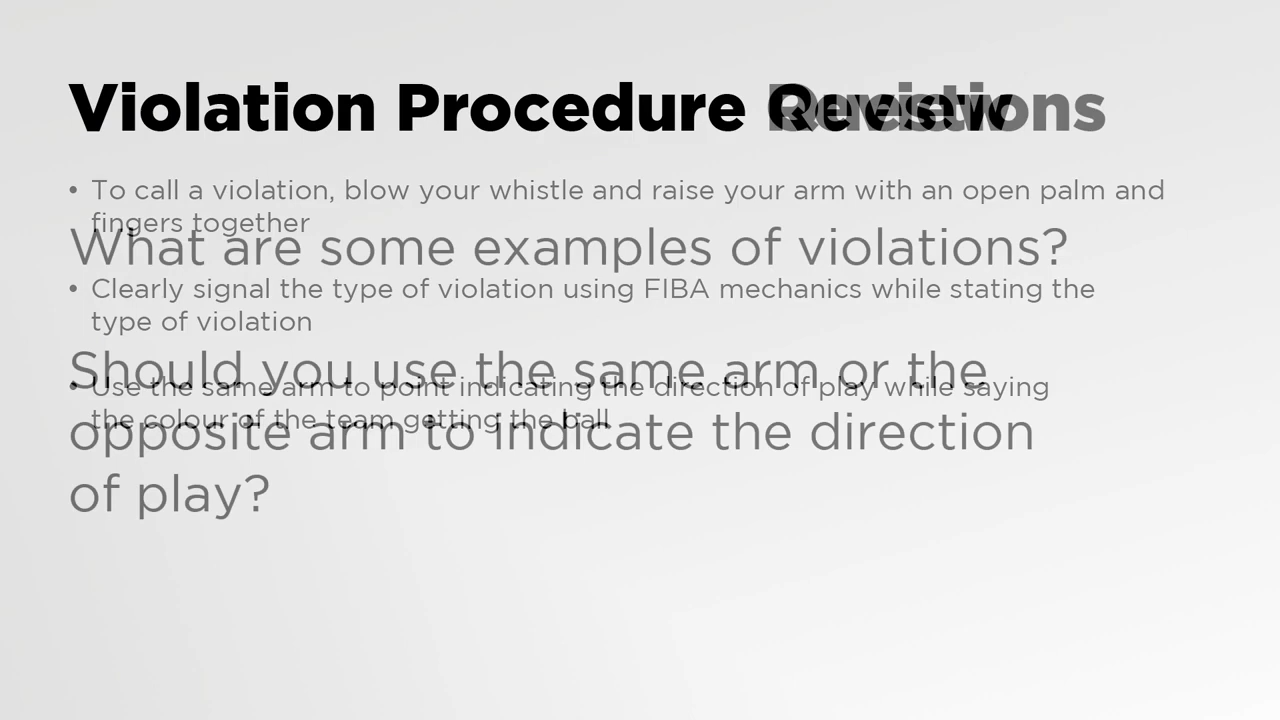 Violation Procedure Review
Violation Procedure Questions
• To call a violation, blow your whistle and raise your arm with an open palm and
fingers together
What are some examples of violations?
• Clearly signal the type of violation using FIBA mechanics while stating the
type of violation
Should you use the same arm or the
• Use the same arm to point indicating the direction of play while saying
the colour of the team getting the ball
opposite arm to indicate the direction
of play?